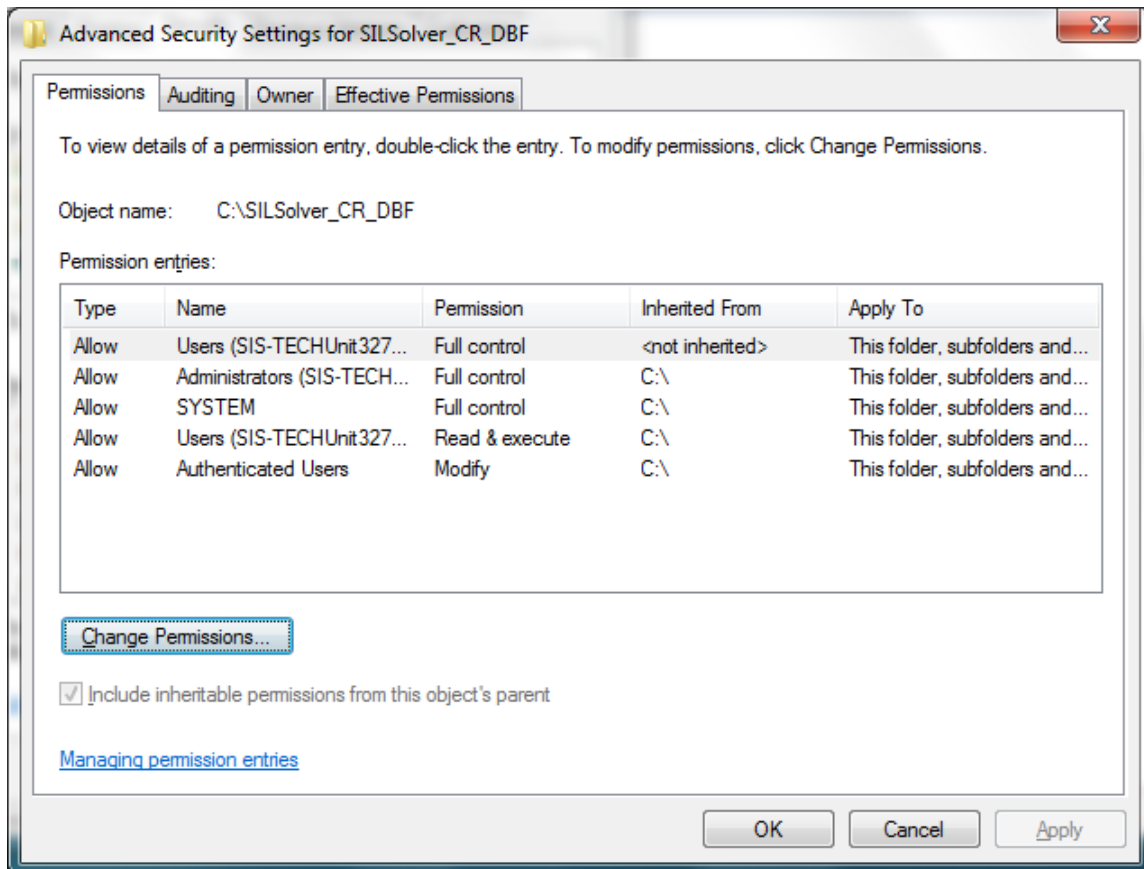 Advanced Security Settings for SILSolver_CR_DBF
Permissions Auditing Owner Effective Permissions
To view details of a permission entry, double-click the entry. To modify permissions, click Change Permissions.
Object name: C:\SILSolver_CR_DBF
Permission entries:
Type Name Permission Inherited From Apply To
Allow Users (SIS-TECHUnit327... Full control <not inherited> This folder, subfolders and...
Allow Administrators (SIS-TECH... Full control C:\ This folder, subfolders and...
Allow SYSTEM Full control C:\ This folder, subfolders and...
Allow Users (SIS-TECHUnit327... Read & execute C:\ This folder, subfolders and...
Allow Authenticated Users Modify C:\ This folder, subfolders and...
Change Permissions...
Include inheritable permissions from this object's parent
Managing permission entries
OK Cancel Apply